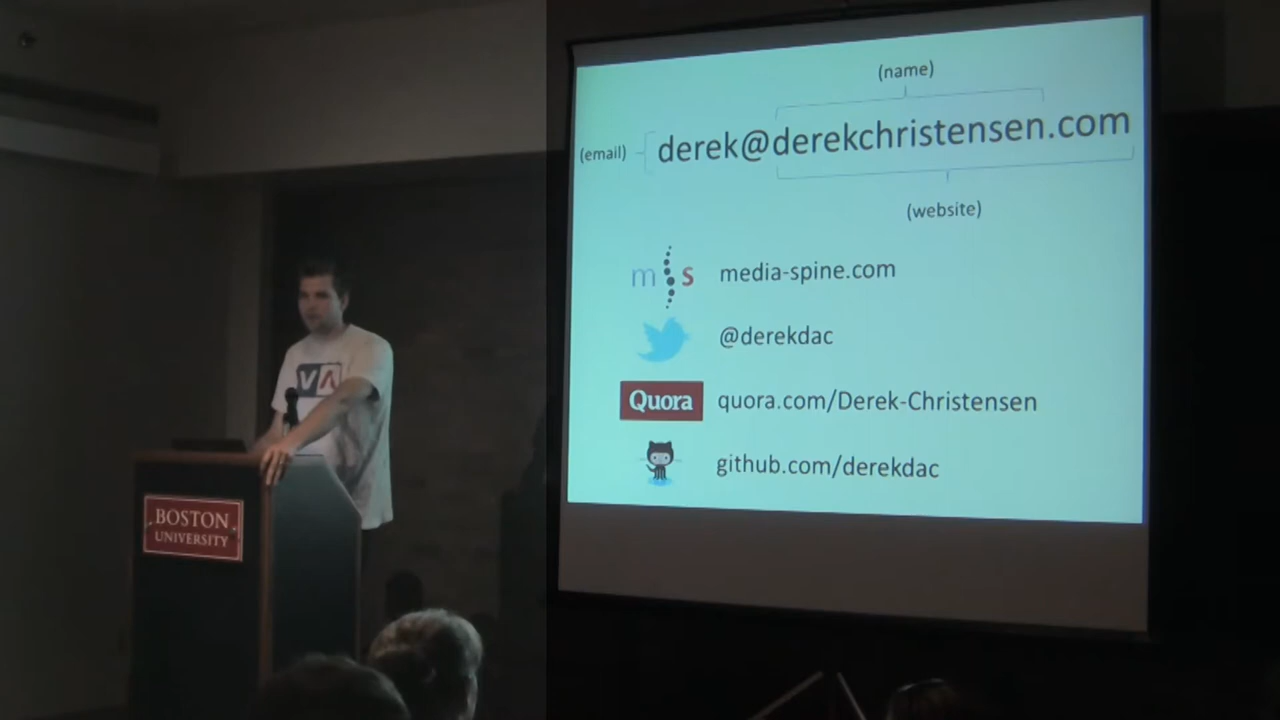 (name)
(email) derek@derekchristensen.com
(website)
m s media-spine.com
@derekdac
Quora quora.com/Derek-Christensen
github.com/derekdac
VA
BOSTON
UNIVERSITY